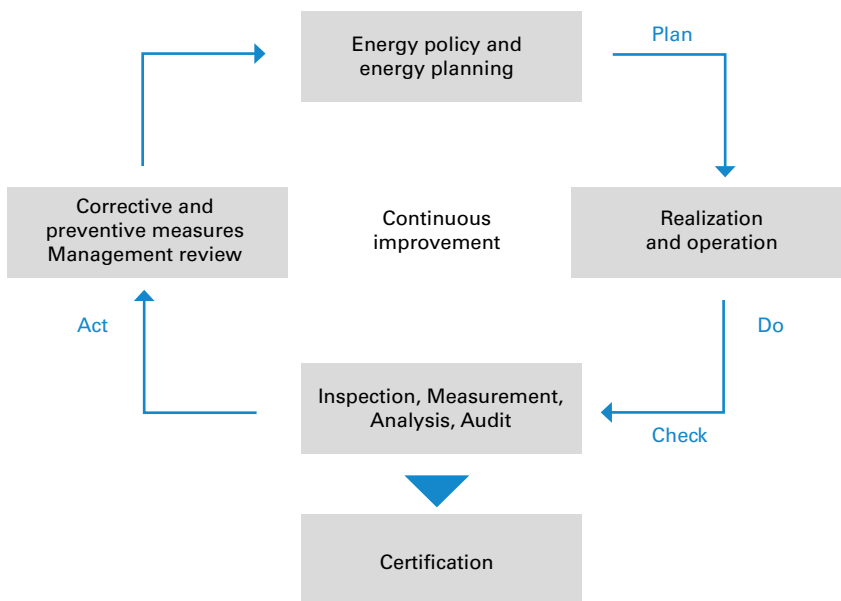 Energy policy and
energy planning
Plan
Corrective and
preventive measures
Management review
Continuous
improvement
Realization
and operation
Act
Do
Inspection, Measurement,
Analysis, Audit
Check
Certification